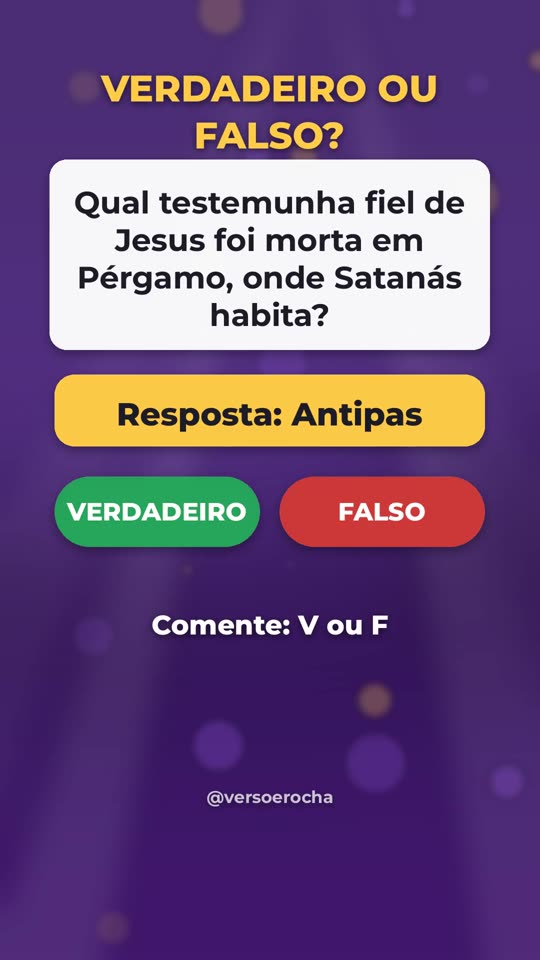 VERDADEIRO OU
FALSO?
Qual testemunha fiel de
Jesus foi morta em
Pérgamo, onde Satanás
habita?
Resposta: Antipas
VERDADEIRO
FALSO
Comente: V ou F
@versoerocha